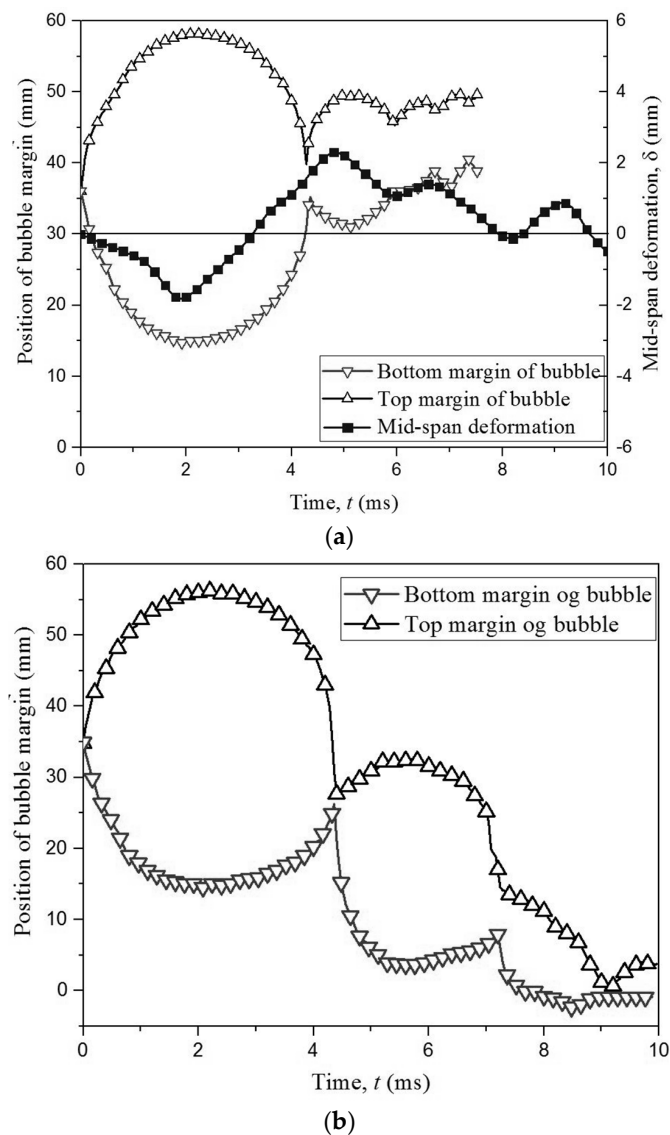 60
50
40
30
20
10
0
Position of bubble margin (mm)
6
4
2
0
-2
-4
-6
Mid-span deformation, δ (mm)
Bottom margin of bubble
Top margin of bubble
Mid-span deformation
0 2 4 6 8 10
Time, t (ms)
(a)
60
50
40
30
20
10
0
Position of bubble margin (mm)
Bottom margin og bubble
Top margin og bubble
0 2 4 6 8 10
Time, t (ms)
(b)